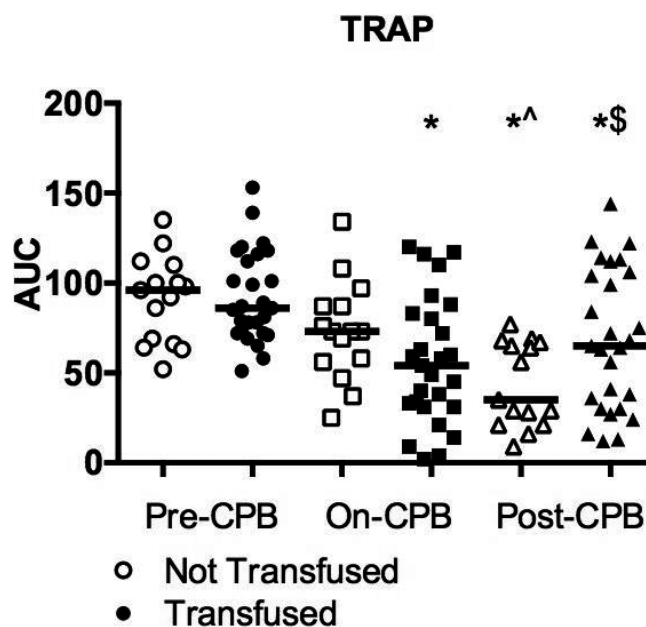 TRAP
200
* *^ *$
150
AUC
100
50
0
Pre-CPB On-CPB Post-CPB
Not Transfused
Transfused